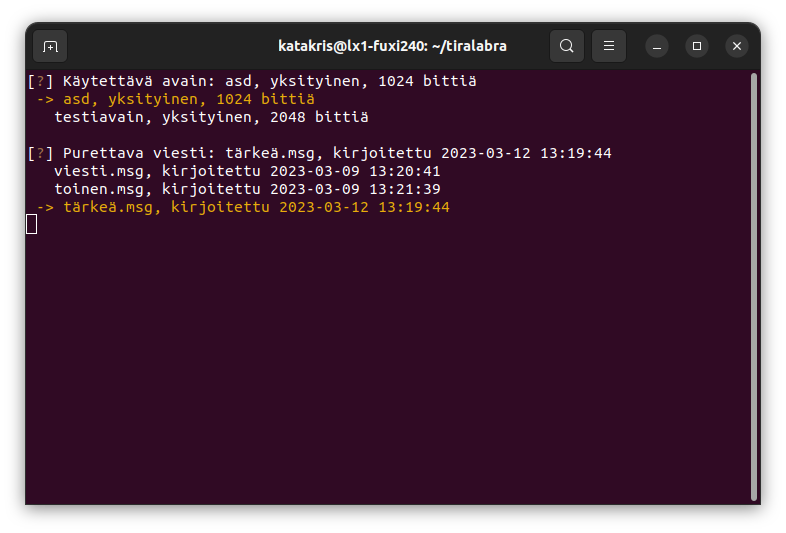 katakris@lx1-fuxi240: ~/tiralabra
[?] Käytettävä avain: asd, yksityinen, 1024 bittiä
-> asd, yksityinen, 1024 bittiä
testiavain, yksityinen, 2048 bittiä
[?] Purettava viesti: tärkeä.msg, kirjoitettu 2023-03-12 13:19:44
viesti.msg, kirjoitettu 2023-03-09 13:20:41
toinen.msg, kirjoitettu 2023-03-09 13:21:39
-> tärkeä.msg, kirjoitettu 2023-03-12 13:19:44